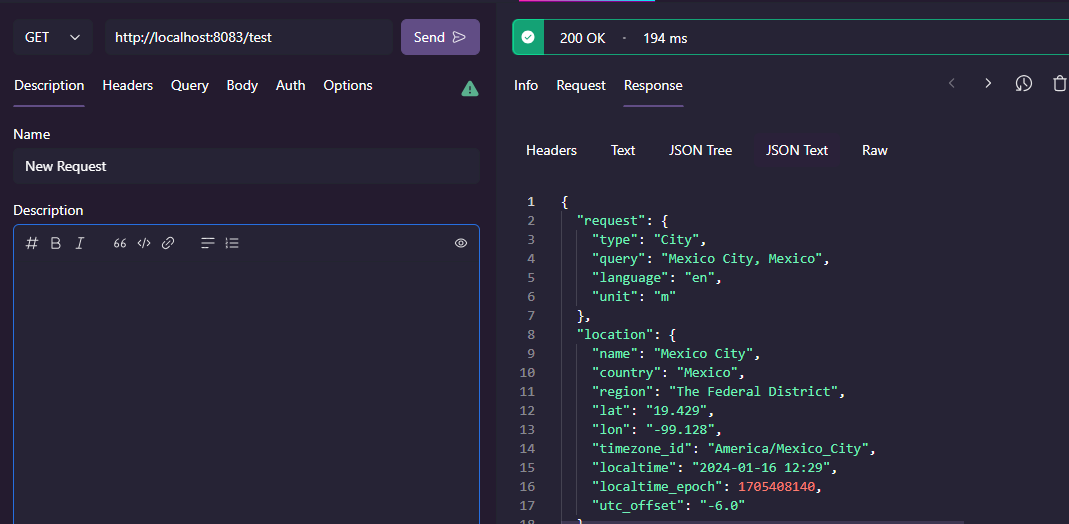 GET http://localhost:8083/test Send
Description Headers Query Body Auth Options
Name
New Request
Description
200 OK - 194 ms
Info Request Response
Headers Text JSON Tree JSON Text Raw
1 {
2 "request": {
3 "type": "City",
4 "query": "Mexico City, Mexico",
5 "language": "en",
6 "unit": "m"
7 },
8 "location": {
9 "name": "Mexico City",
10 "country": "Mexico",
11 "region": "The Federal District",
12 "lat": "19.429",
13 "lon": "-99.128",
14 "timezone_id": "America/Mexico_City",
15 "localtime": "2024-01-16 12:29",
16 "localtime_epoch": 1705408140,
17 "utc_offset": "-6.0"
18 }